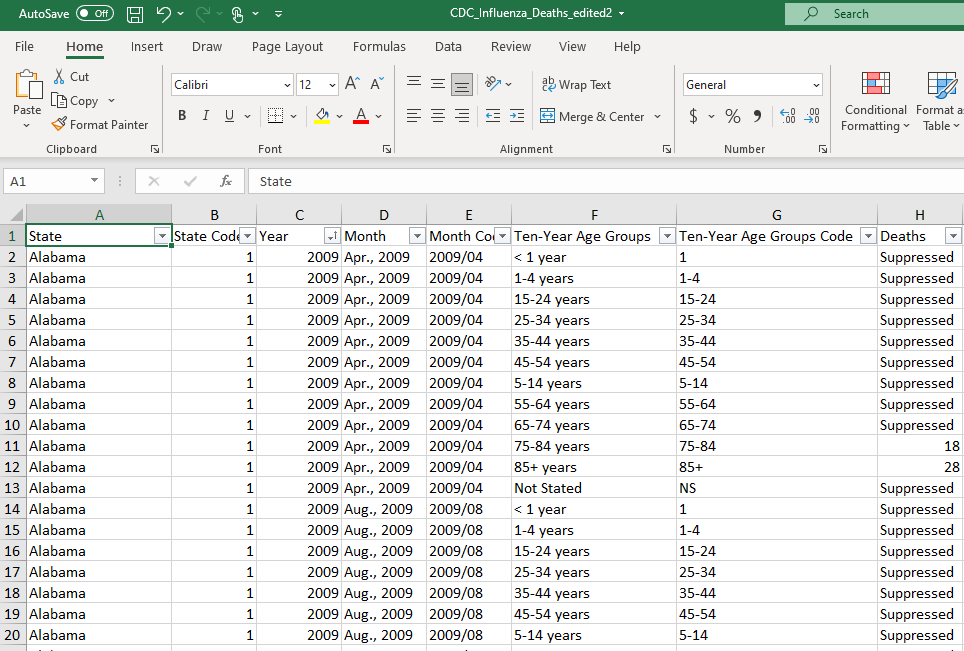 AutoSave Off CDC_Influenza_Deaths_edited2 Search
File Home Insert Draw Page Layout Formulas Data Review View Help
Paste
Cut
Copy
Format Painter
Clipboard
Calibri 12 A A
B I U A
Font
ab Wrap Text
Merge & Center
Alignment
General
$ % 9 .00 .00
Number
Conditional Formatting
Format as Table
A1 fx State
A B C D E F G H
1 State State Code Year Month Month Co Ten-Year Age Groups Ten-Year Age Groups Code Deaths
2 Alabama 1 2009 Apr., 2009 2009/04 < 1 year 1 Suppressed
3 Alabama 1 2009 Apr., 2009 2009/04 1-4 years 1-4 Suppressed
4 Alabama 1 2009 Apr., 2009 2009/04 15-24 years 15-24 Suppressed
5 Alabama 1 2009 Apr., 2009 2009/04 25-34 years 25-34 Suppressed
6 Alabama 1 2009 Apr., 2009 2009/04 35-44 years 35-44 Suppressed
7 Alabama 1 2009 Apr., 2009 2009/04 45-54 years 45-54 Suppressed
8 Alabama 1 2009 Apr., 2009 2009/04 5-14 years 5-14 Suppressed
9 Alabama 1 2009 Apr., 2009 2009/04 55-64 years 55-64 Suppressed
10 Alabama 1 2009 Apr., 2009 2009/04 65-74 years 65-74 Suppressed
11 Alabama 1 2009 Apr., 2009 2009/04 75-84 years 75-84 18
12 Alabama 1 2009 Apr., 2009 2009/04 85+ years 85+ 28
13 Alabama 1 2009 Apr., 2009 2009/04 Not Stated NS Suppressed
14 Alabama 1 2009 Aug., 2009 2009/08 < 1 year 1 Suppressed
15 Alabama 1 2009 Aug., 2009 2009/08 1-4 years 1-4 Suppressed
16 Alabama 1 2009 Aug., 2009 2009/08 15-24 years 15-24 Suppressed
17 Alabama 1 2009 Aug., 2009 2009/08 25-34 years 25-34 Suppressed
18 Alabama 1 2009 Aug., 2009 2009/08 35-44 years 35-44 Suppressed
19 Alabama 1 2009 Aug., 2009 2009/08 45-54 years 45-54 Suppressed
20 Alabama 1 2009 Aug., 2009 2009/08 5-14 years 5-14 Suppressed